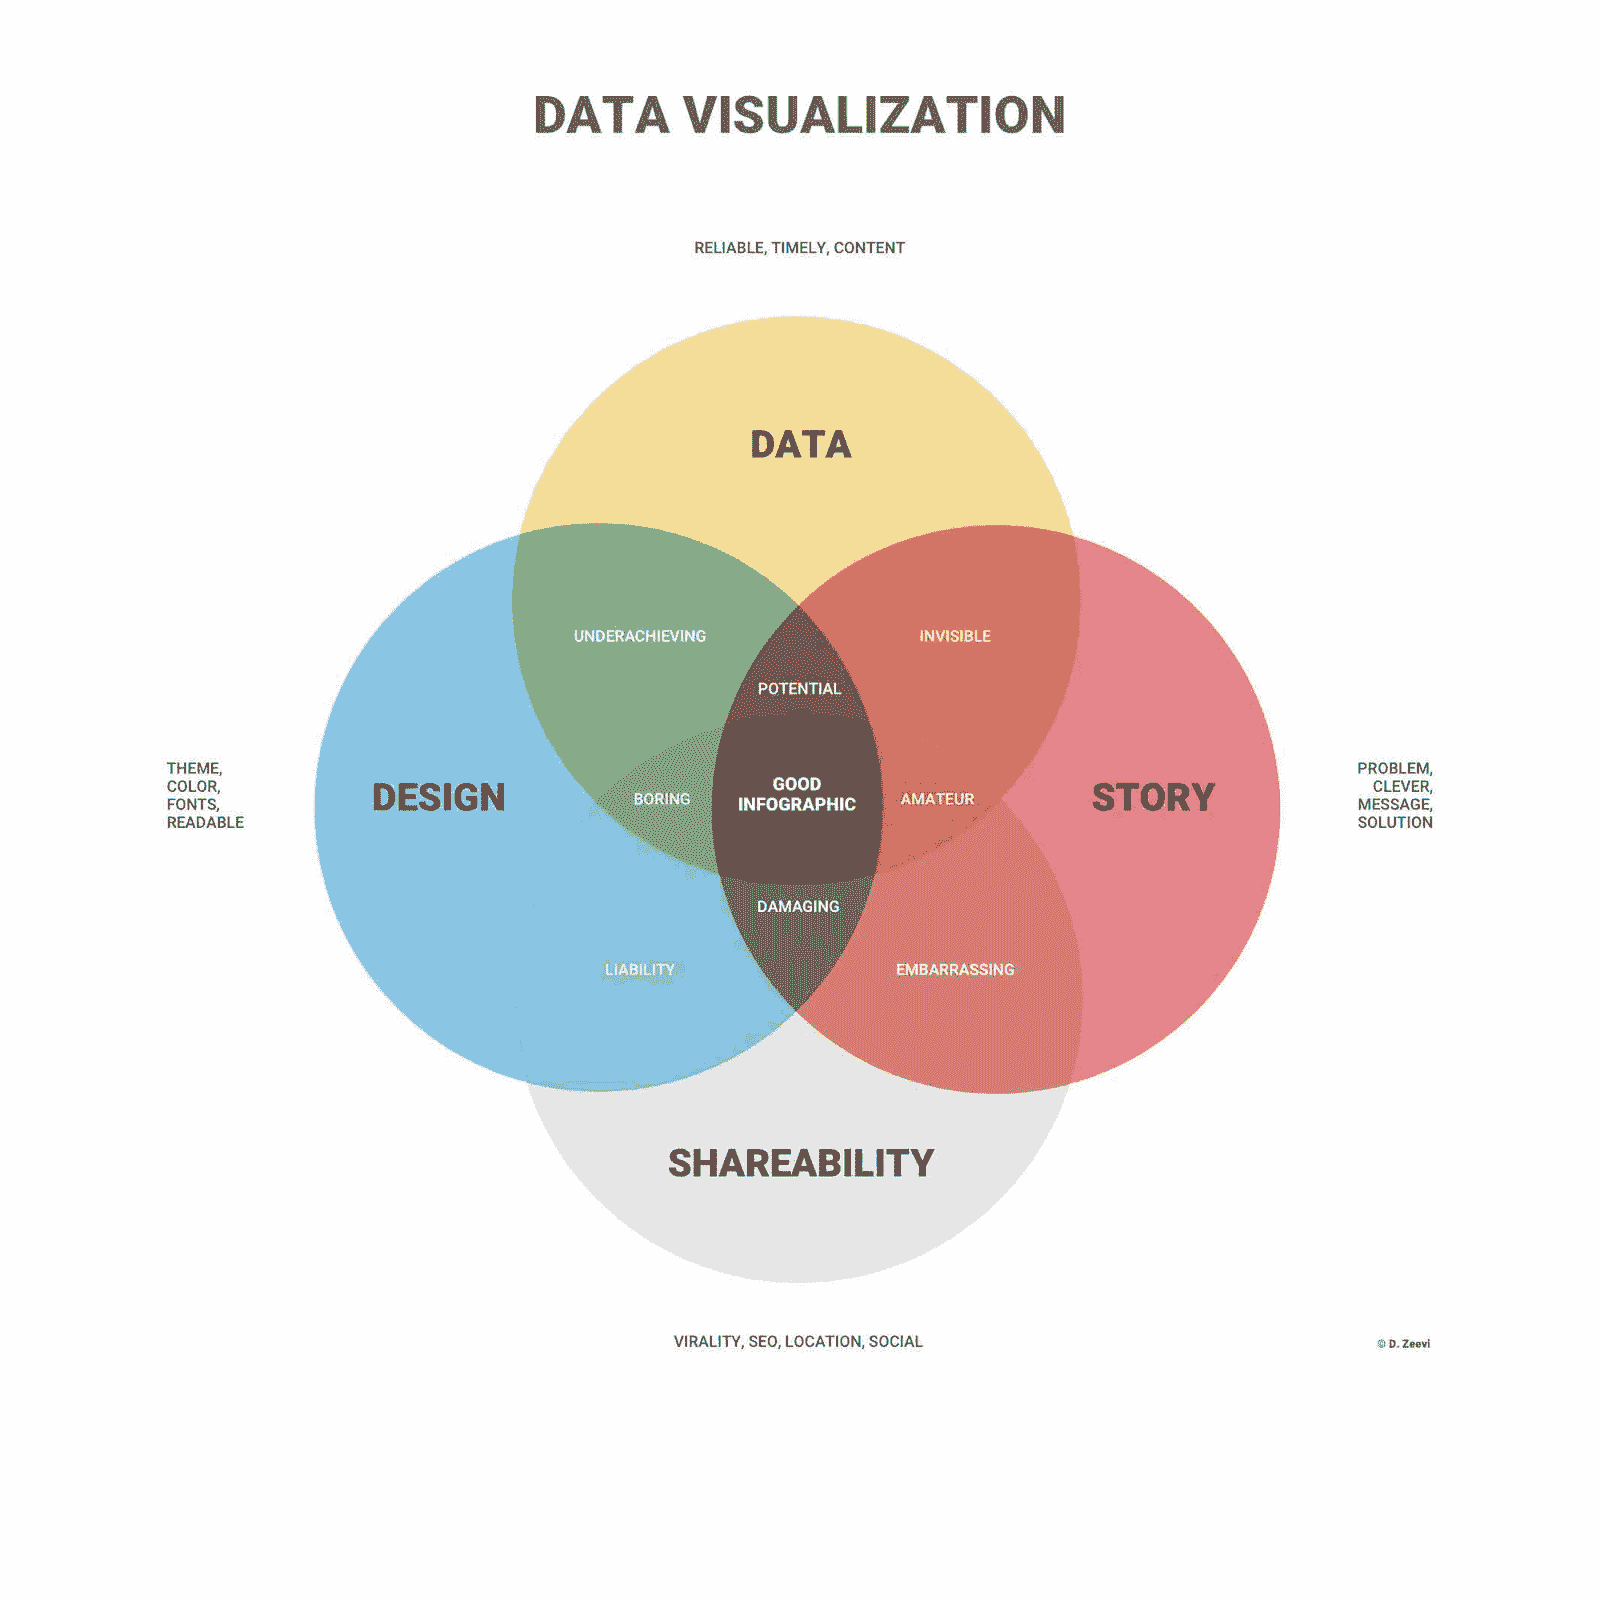 DATA VISUALIZATION
RELIABLE, TIMELY, CONTENT
DATA
UNDERACHIEVING
INVISIBLE
POTENTIAL
THEME,
COLOR,
FONTS,
READABLE
DESIGN
BORING
GOOD
INFOGRAPHIC
AMATEUR
STORY
PROBLEM,
CLEVER,
MESSAGE,
SOLUTION
DAMAGING
LIABILITY
EMBARRASSING
SHAREABILITY
VIRALITY, SEO, LOCATION, SOCIAL
© D. Zeevi